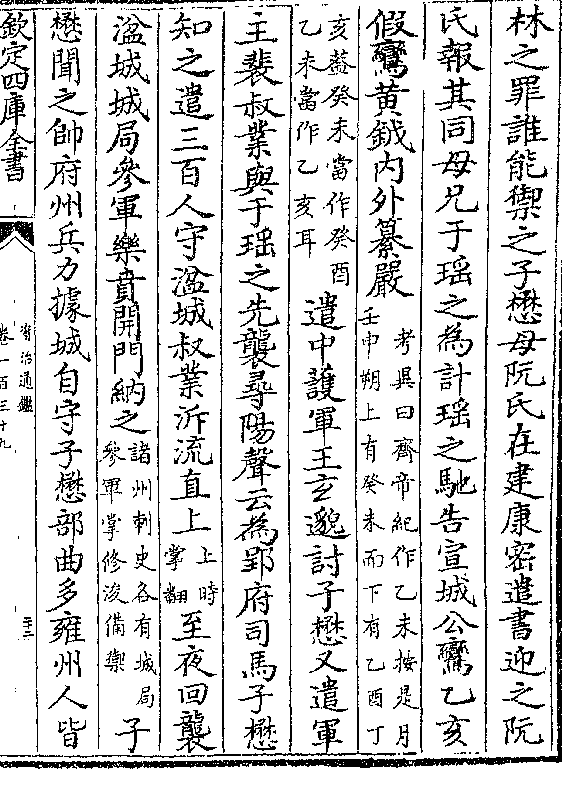 林之罪誰能禦之子懋母阮氏在建康密遣書迎之阮
氏報其同母兄于瑶之為計瑶之馳告宣城公鸞乙亥
假鸞黄鉞内外纂嚴
考異曰齊帝紀作乙未按是月
壬申朔上有癸未而下有乙酉丁
亥葢癸未當作癸酉
乙未當作乙亥耳
遣中護軍王玄邈討子懋又遣軍
主裴叔業與于瑶之先襲尋陽聲云為郢府司馬子懋
知之遣三百人守湓城叔業泝流直上
上時
掌翻
至夜回襲
湓城城局參軍樂賁開門納之
諸州刺史各有城局
參軍掌修浚備禦
子
懋聞之帥府州兵力據城自守子懋部曲多雍州人皆
欽定四庫全書
資治通鑑
卷一百三十九